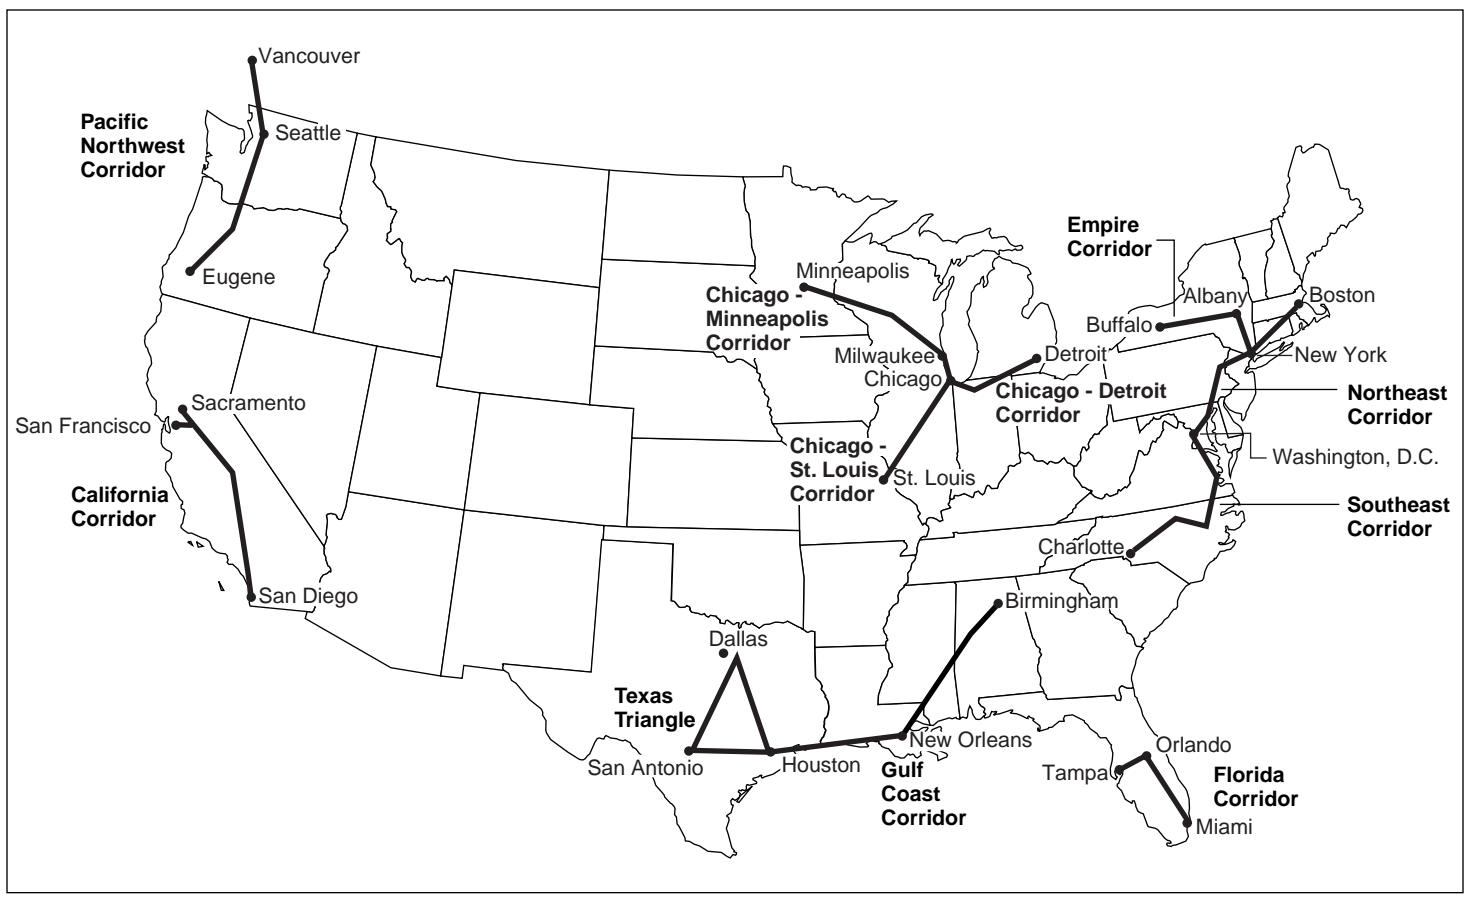 Vancouver
Pacific
Northwest
Corridor
Seattle
Eugene
Empire
Corridor
Minneapolis
Chicago -
Minneapolis
Corridor
Albany
Boston
Buffalo
Milwaukee
Detroit
New York
Chicago
Chicago - Detroit
Corridor
Northeast
Corridor
Sacramento
San Francisco
Chicago -
St. Louis
Corridor
St. Louis
Washington, D.C.
California
Corridor
Southeast
Corridor
Charlotte
San Diego
Birmingham
Dallas
Texas
Triangle
San Antonio
Houston
New Orleans
Gulf
Coast
Corridor
Orlando
Tampa
Florida
Corridor
Miami